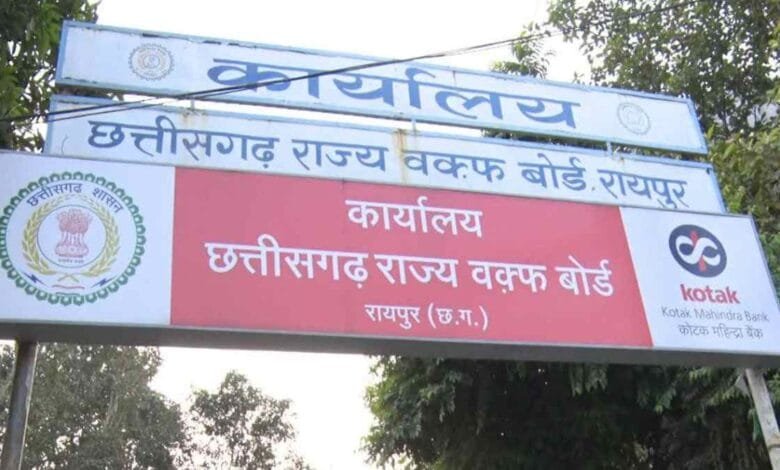 कार्यालय
छत्तीसगढ़ राज्य वक़्फ बोर्ड, रायपुर
छत्तीसगढ़ शासन
कार्यालय
छत्तीसगढ़ राज्य वक़्फ बोर्ड
रायपुर (छ.ग.)
kotak
Kotak Mahindra Bank
कोटक महिन्द्रा बैंक